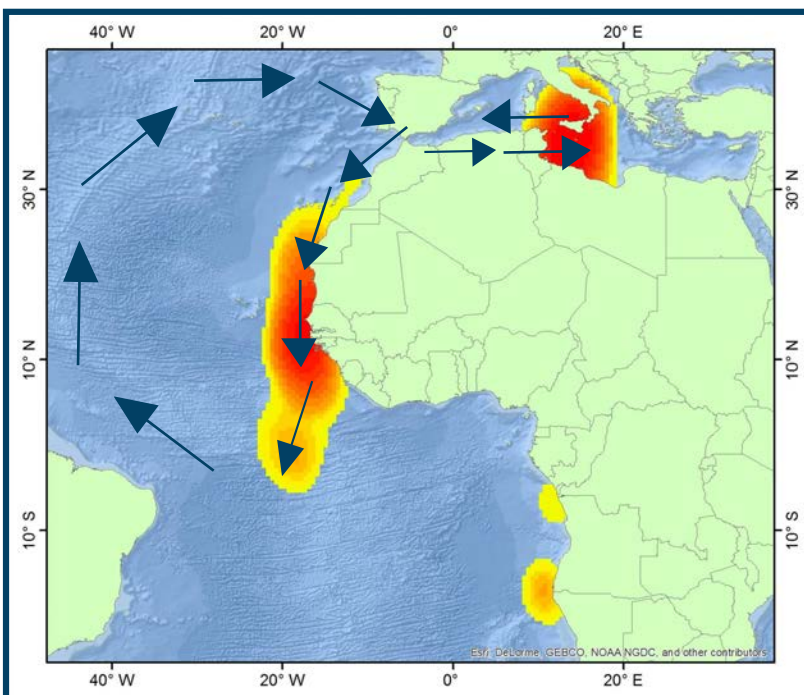 40° W 20° W 0° 20° E
30°N 30°N
10°N 10°N
10°S 10°S
Esri, DeLorme, GEBCO, NOAA NGDC, and other contributors
40° W 20° W 0° 20° E